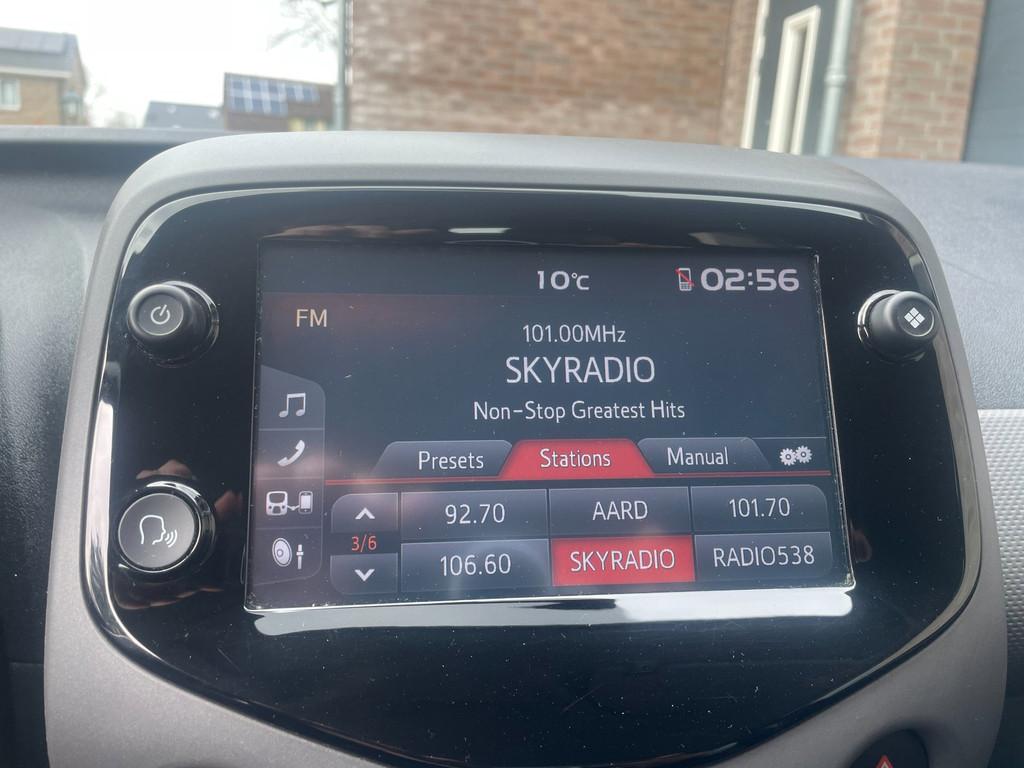 10°C 02:56
FM
101.00MHz
SKYRADIO
Non-Stop Greatest Hits
Presets Stations Manual
92.70 AARD 101.70
3/6
106.60 SKYRADIO RADIO538